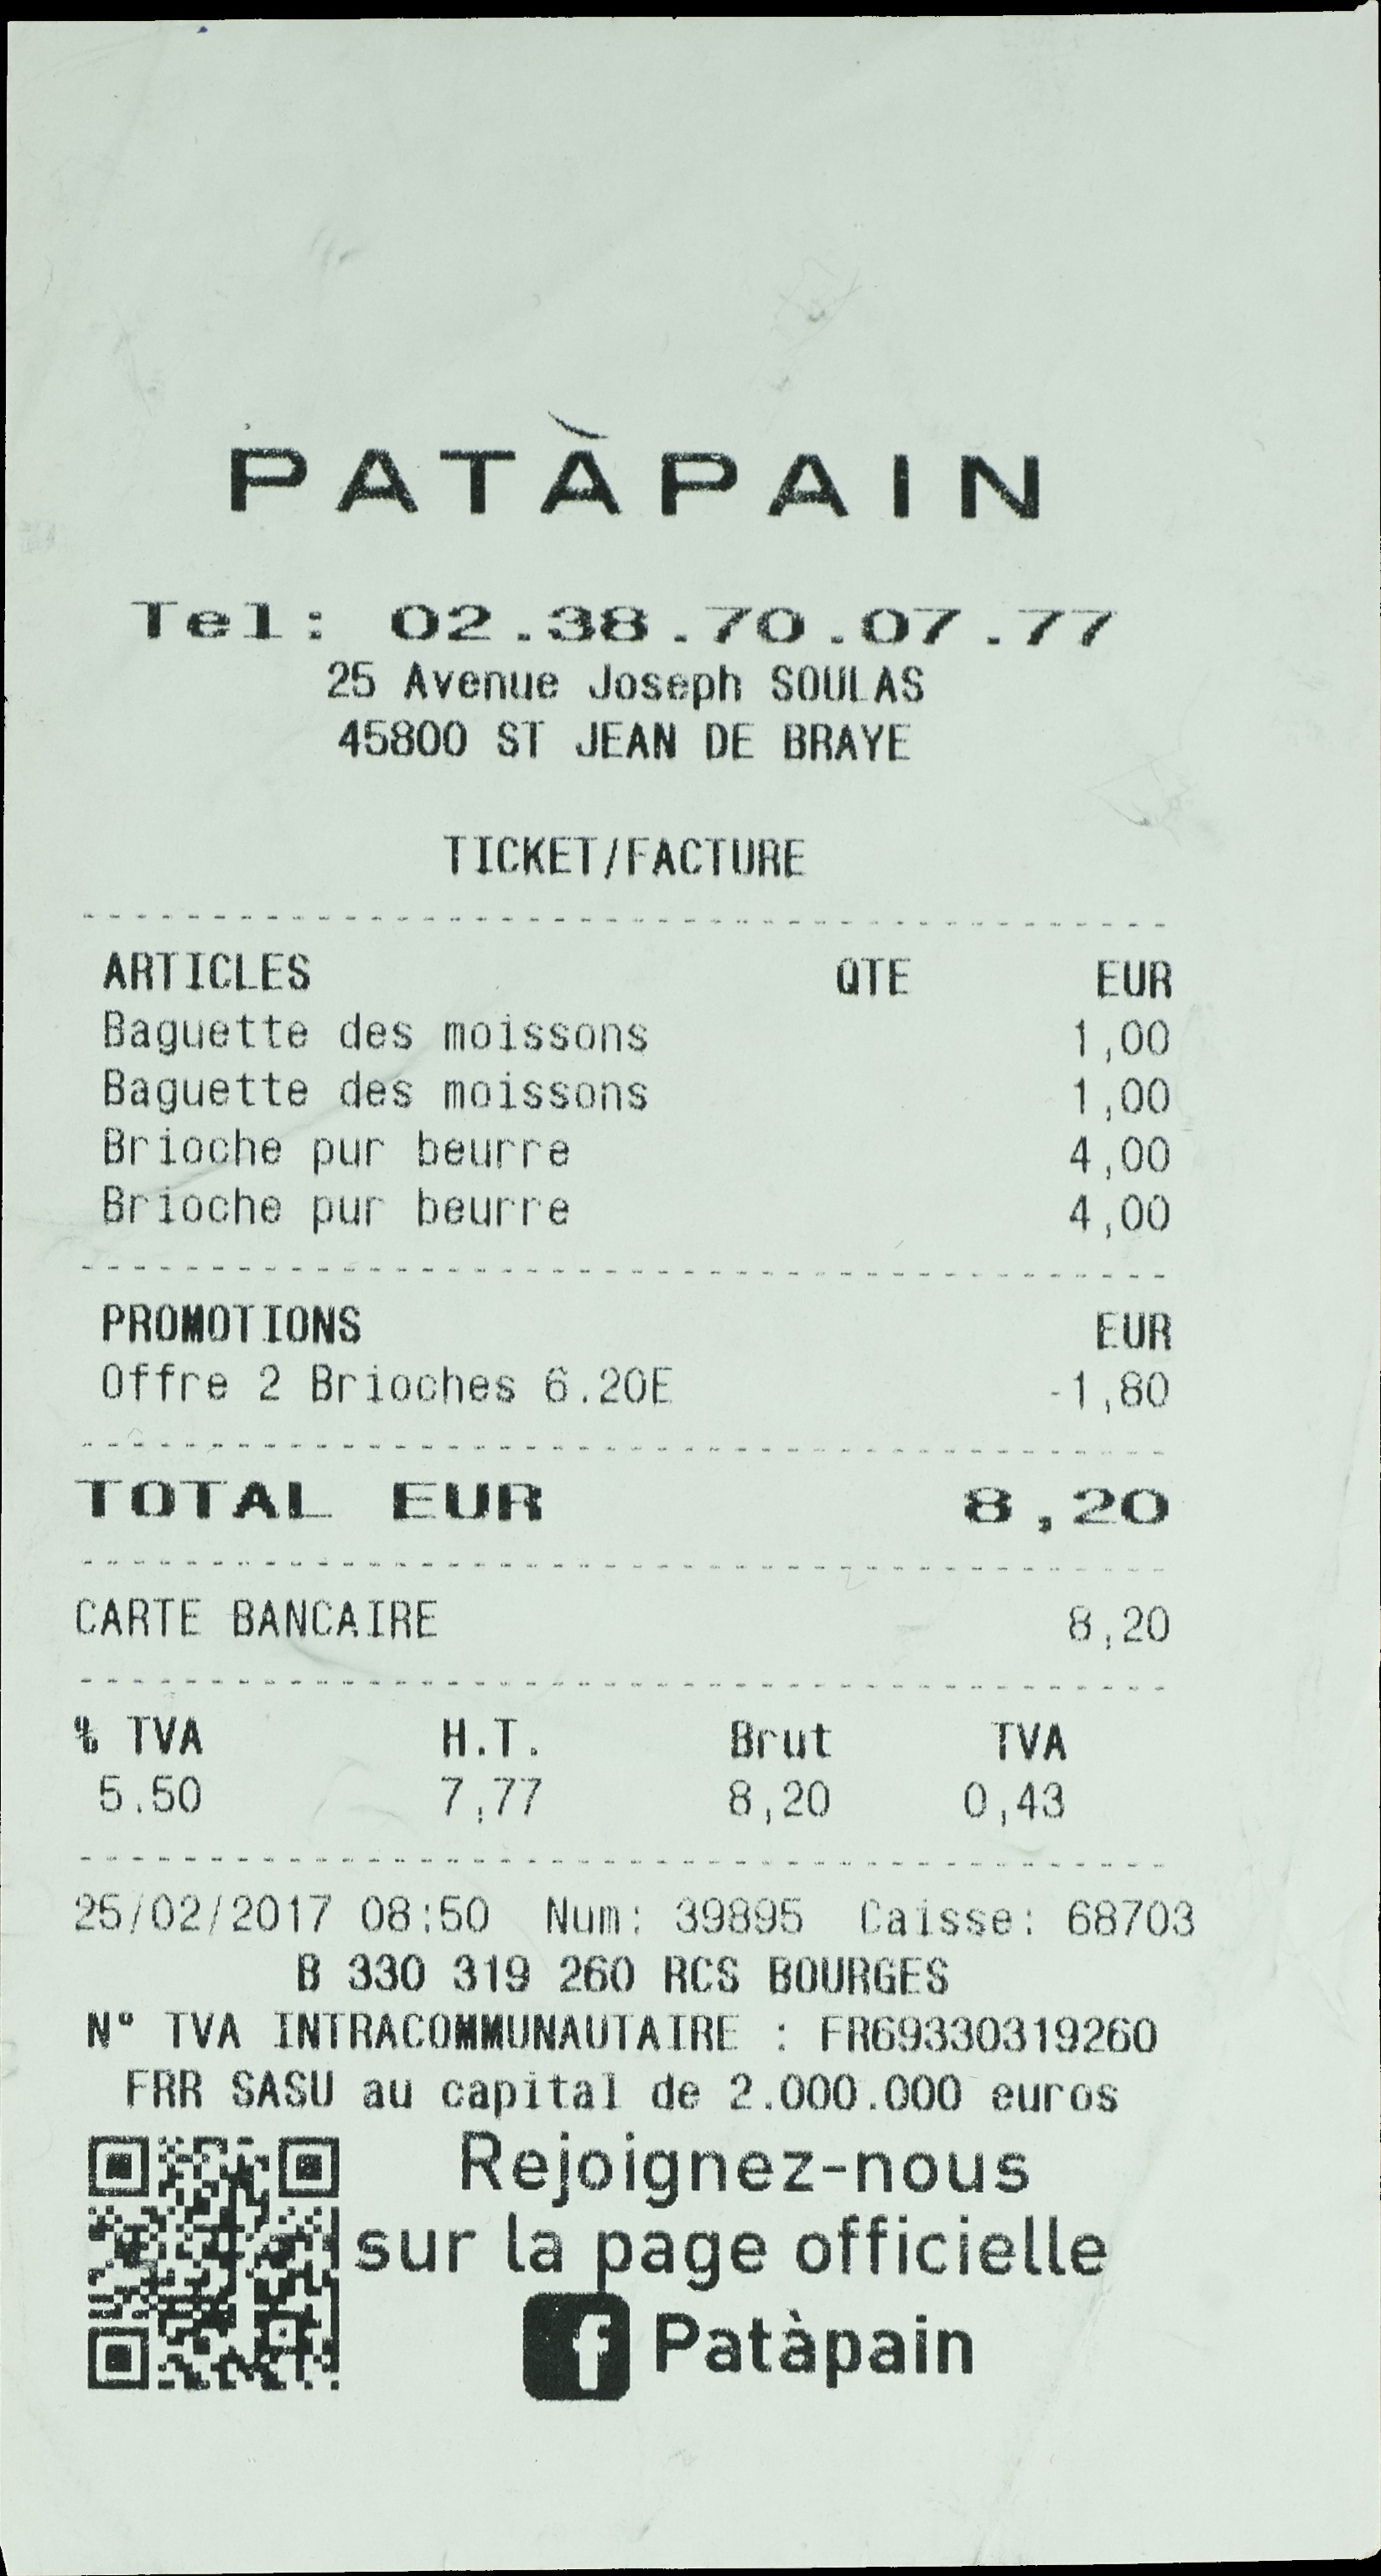 PATÀPAIN
Tel: 02.38.70.07.77
25 Avenue Joseph SOULAS
45800 ST JEAN DE BRAYE
TICKET/FACTURE
ARTICLES QTE EUR
Baguette des moissons 1,00
Baguette des moissons 1,00
Brioche pur beurre 4,00
Brioche pur beurre 4,00
PROMOTIONS EUR
Offre 2 Brioches 6.20E -1,80
TOTAL EUR 8,20
CARTE BANCAIRE 8,20
% TVA H.T. Brut TVA
5.50 7,77 8,20 0,43
25/02/2017 08:50 Num: 39895 Caisse: 68703
B 330 319 260 RCS BOURGES
N° TVA INTRACOMMUNAUTAIRE : FR69330319260
FRR SASU au capital de 2.000.000 euros
Rejoignez-nous
sur la page officielle
f Patàpain